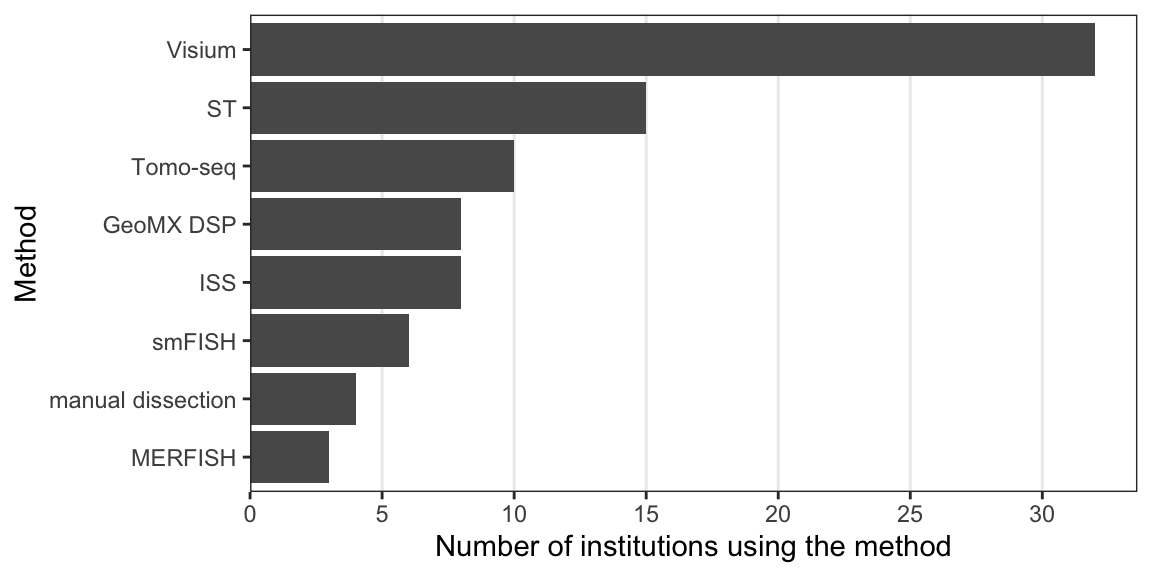 Method
Visium
ST
Tomo-seq
GeoMX DSP
ISS
smFISH
manual dissection
MERFISH
0 5 10 15 20 25 30
Number of institutions using the method